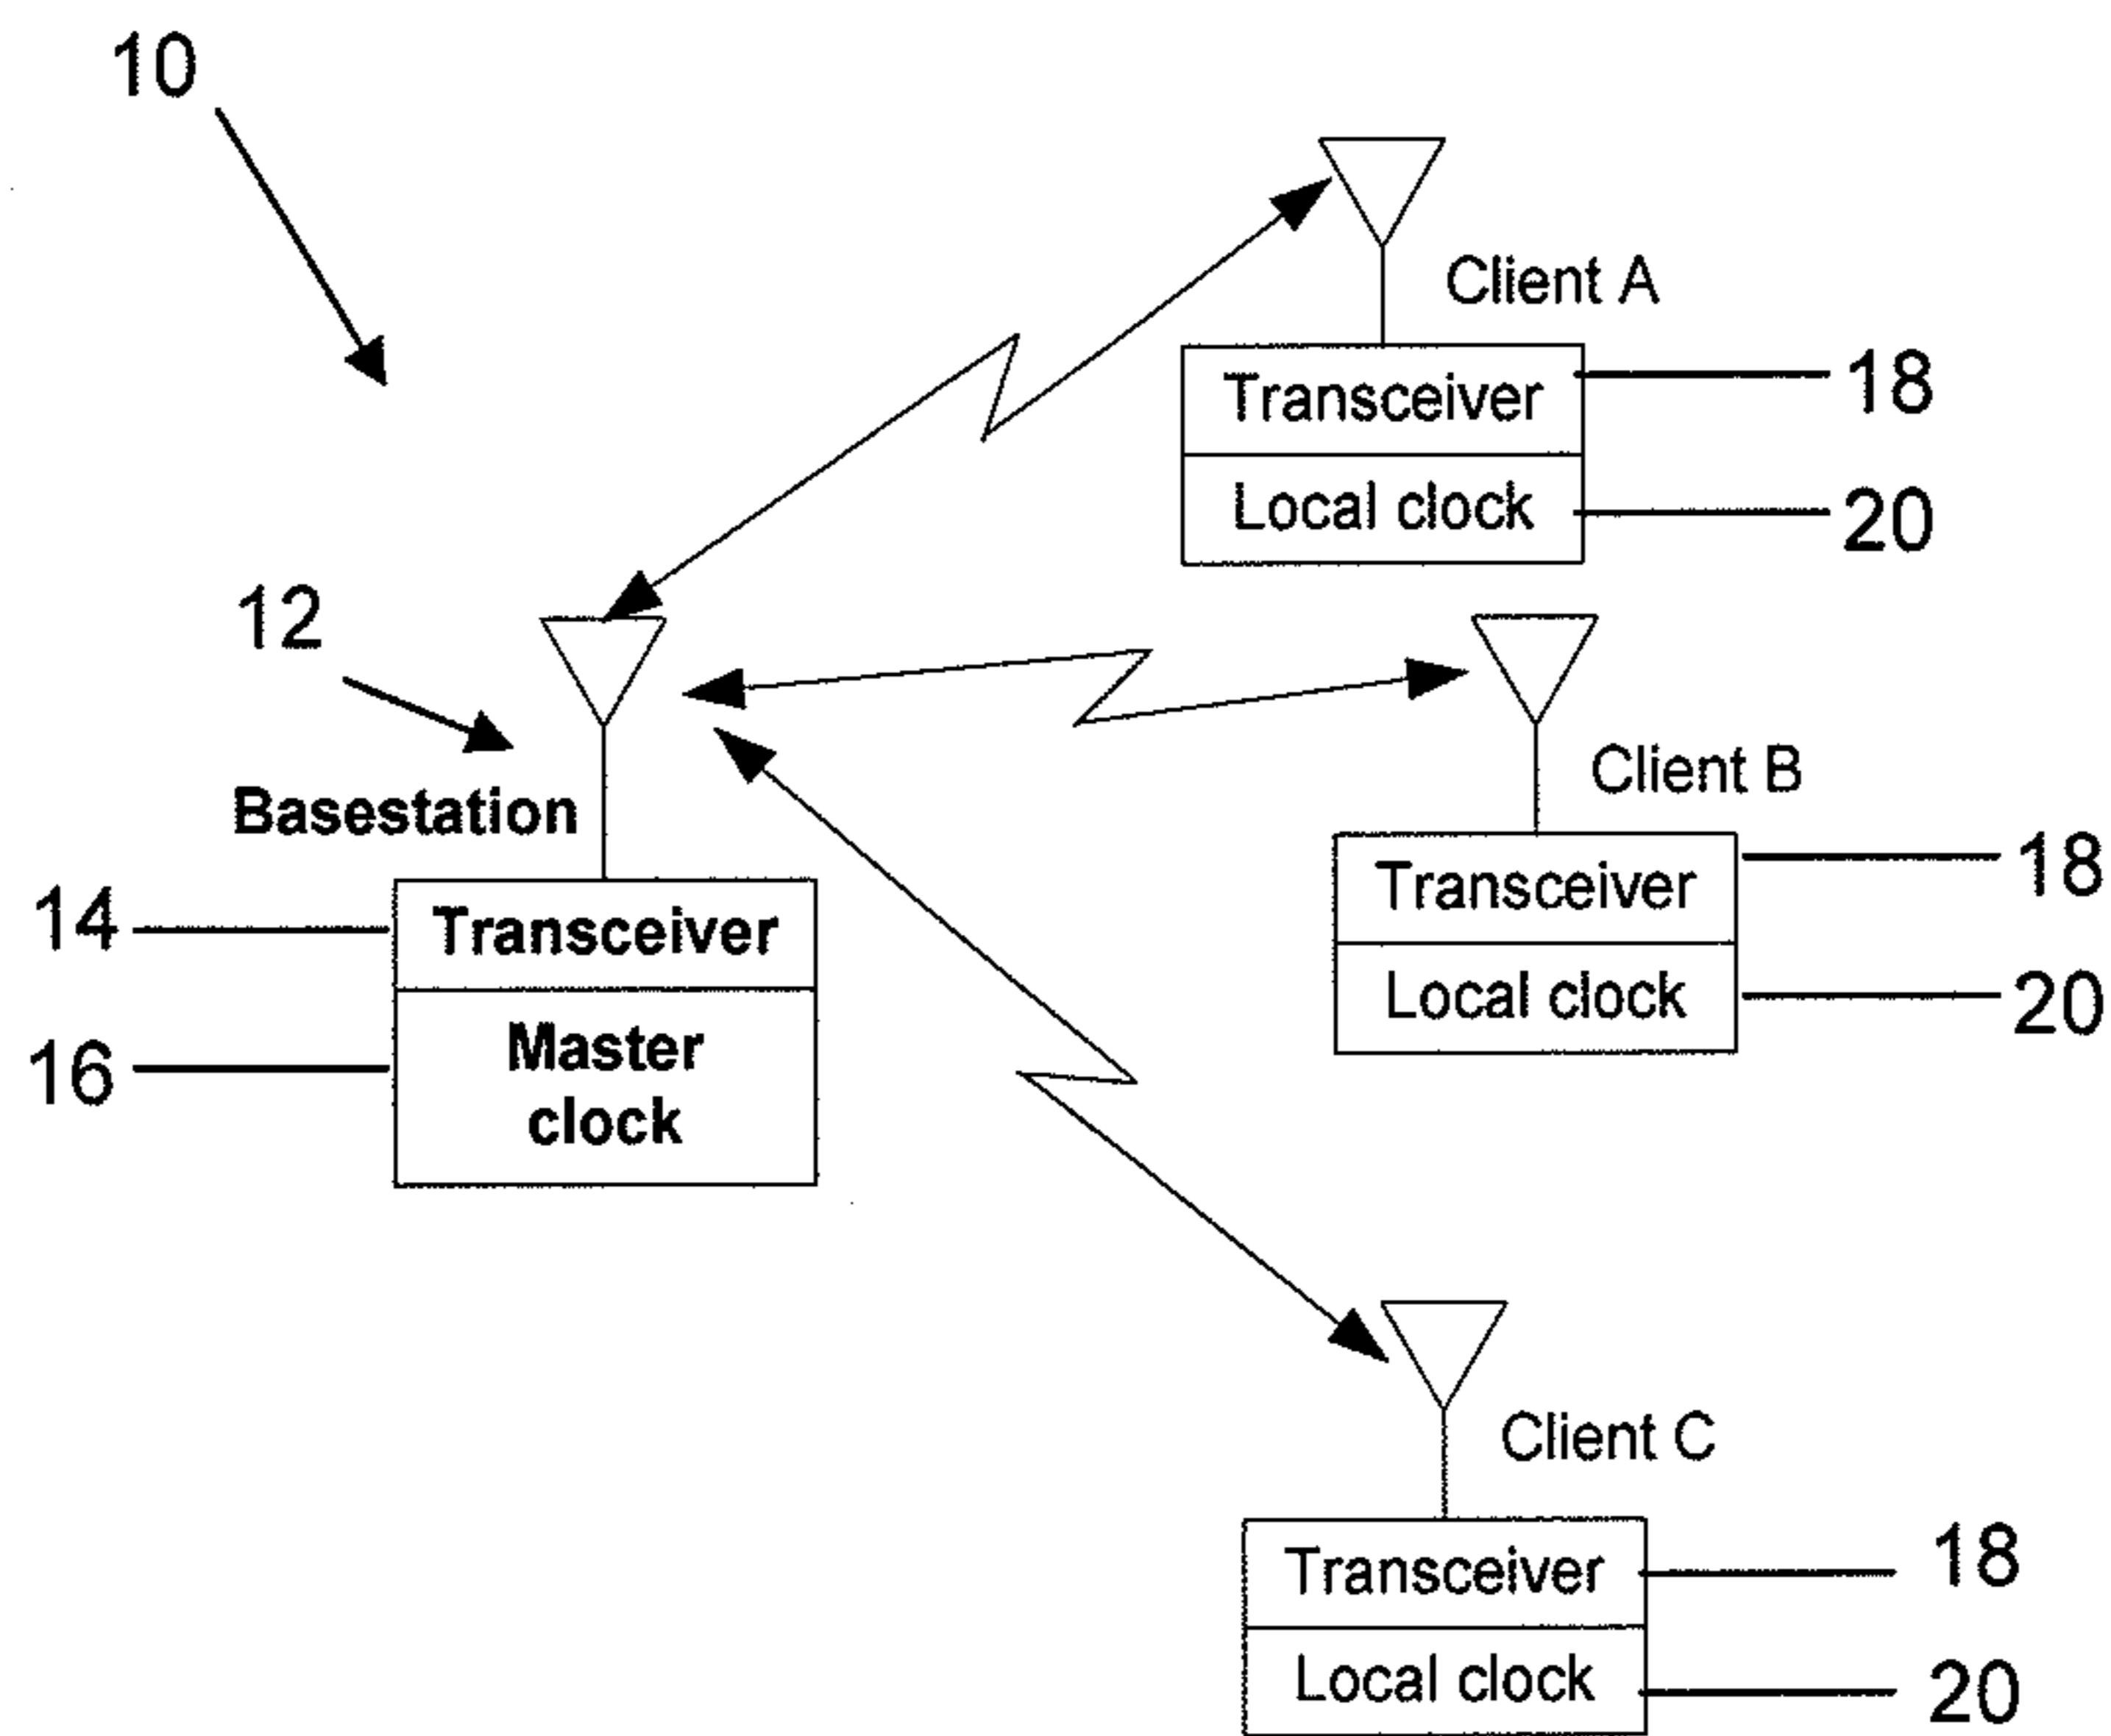 10
Client A
Transceiver
18
Local clock
20
12
Basestation
Client B
Transceiver
18
Local clock
20
14
Transceiver
16
Master
clock
Client C
Transceiver
18
Local clock
20